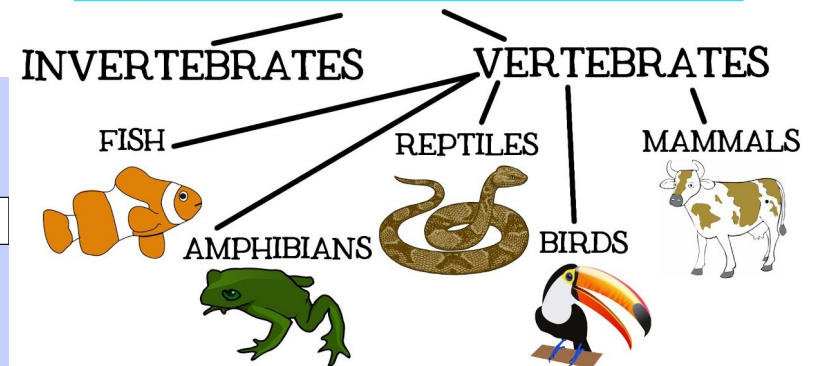 INVERTEBRATES
VERTEBRATES
FISH
REPTILES
MAMMALS
AMPHIBIANS
BIRDS